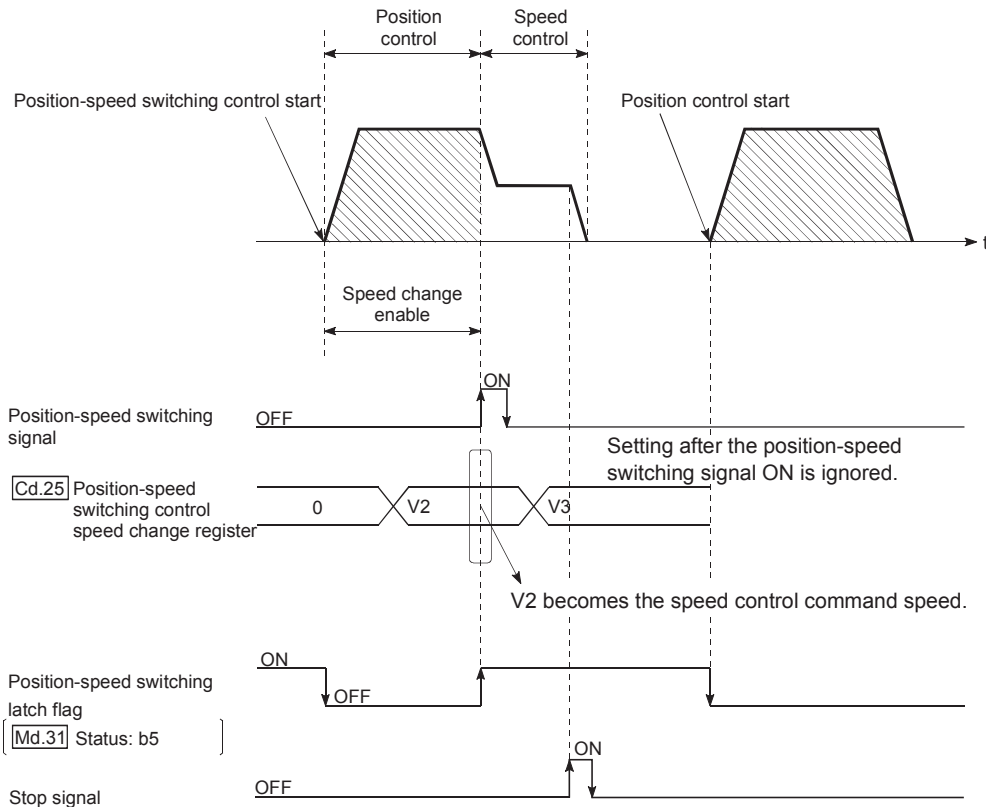 Position
control
Speed
control
Position-speed switching control start
Position control start
t
Speed change
enable
ON
Position-speed switching
signal
OFF
Setting after the position-speed
switching signal ON is ignored.
Cd.25 Position-speed
switching control
speed change register
0
V2
V3
V2 becomes the speed control command speed.
ON
Position-speed switching
latch flag
OFF
Md.31 Status: b5
ON
Stop signal
OFF